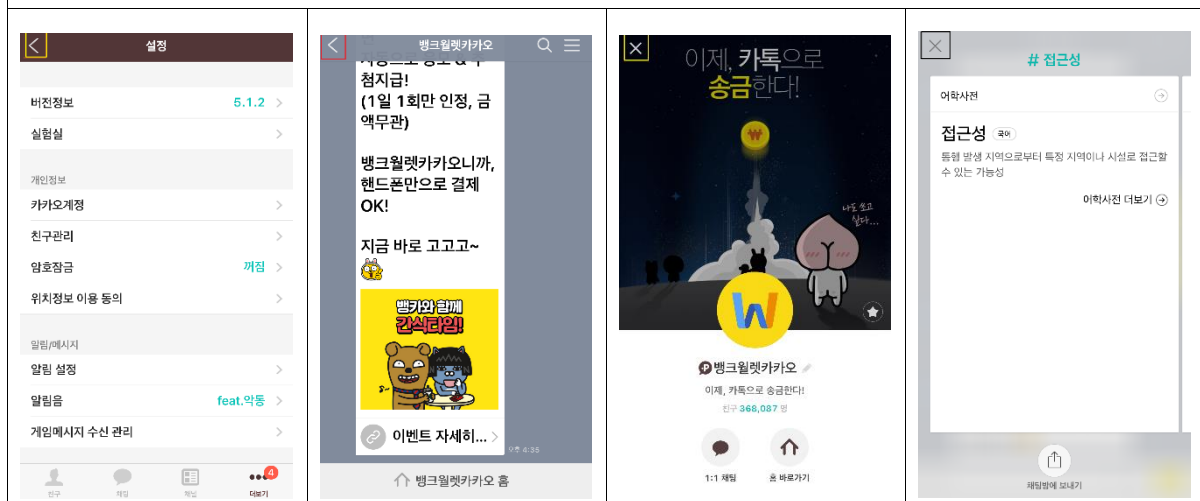 설정
버전정보 5.1.2
실험실
개인정보
카카오계정
친구관리
암호잠금 꺼짐
위치정보 이용 동의
알림/메시지
알림 설정
알림음 feat.악동
게임메시지 수신 관리
4
친구 채팅 채널 더보기
뱅크월렛카카오
첨지급!
(1일 1회만 인정, 금
액무관)
뱅크월렛카카오니까,
핸드폰만으로 결제
OK!
지금 바로 고고고~
뱅카와 함께
간식타임!
이벤트 자세히...
오후 4:35
뱅크월렛카카오 홈
이제, 카톡으로
송금한다!
나도 쏘고
싶다...
뱅크월렛카카오
이제, 카톡으로 송금한다!
친구 368,087 명
1:1 채팅 홈 바로가기
# 접근성
어학사전
접근성 국어
통행 발생 지역으로부터 특정 지역이나 시설로 접근할
수 있는 가능성
어학사전 더보기
채팅방에 보내기